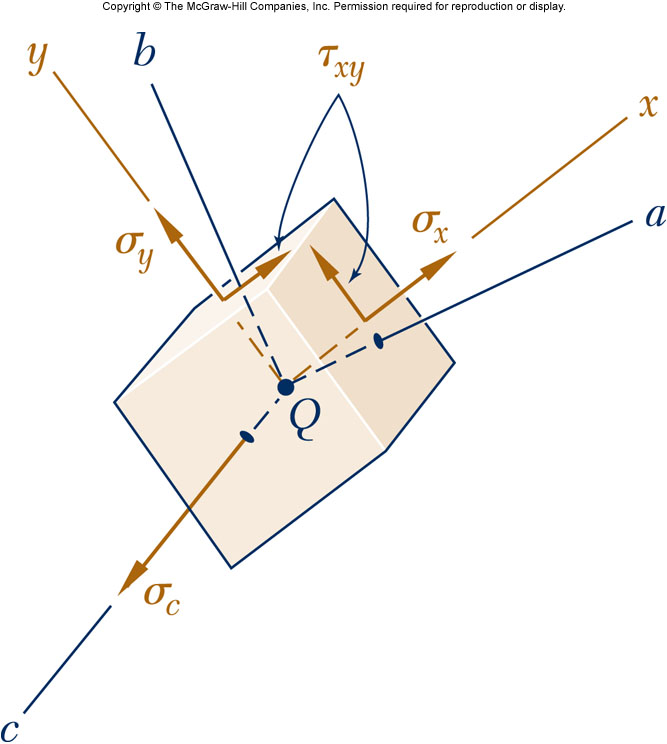 Copyright © The McGraw-Hill Companies, Inc. Permission required for reproduction or display.
y
b
τxy
x
a
σy
σx
Q
σc
c